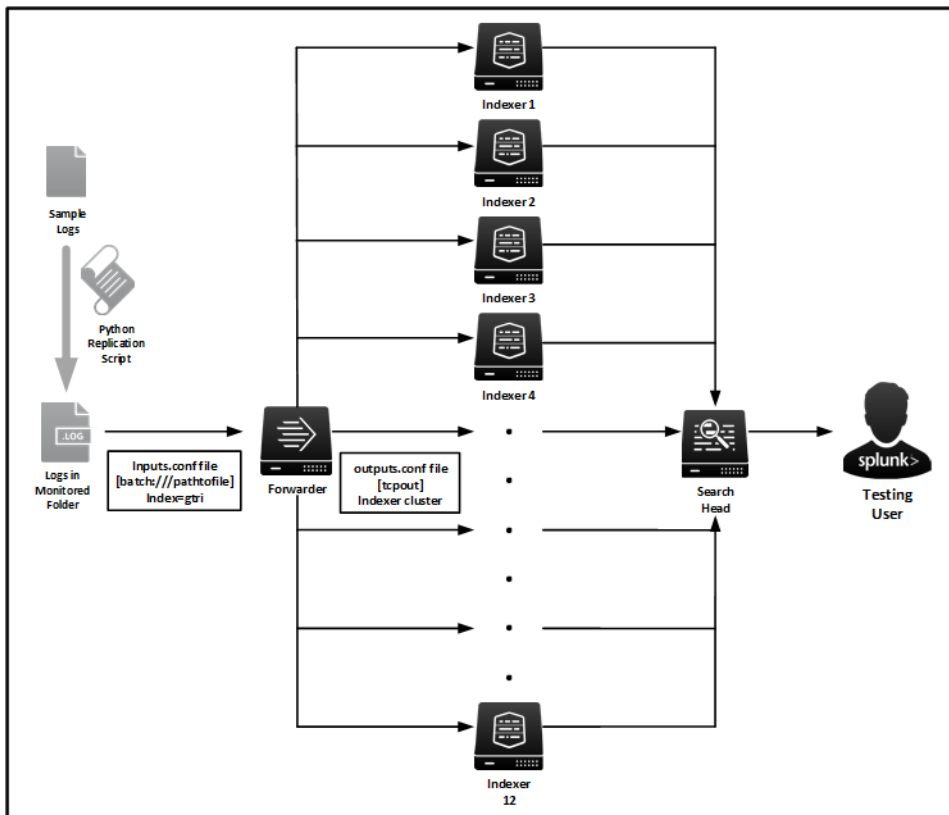 Indexer 1
Indexer 2
Indexer 3
Indexer 4
Sample
Logs
Python
Replication
Script
.LOG
Logs in
Monitored
Folder
Inputs.conf file
[batch:///pathtofile]
Index=gtri
Forwarder
outputs.conf file
[tcpout]
Indexer cluster
Search
Head
splunk>
Testing
User
Indexer
12